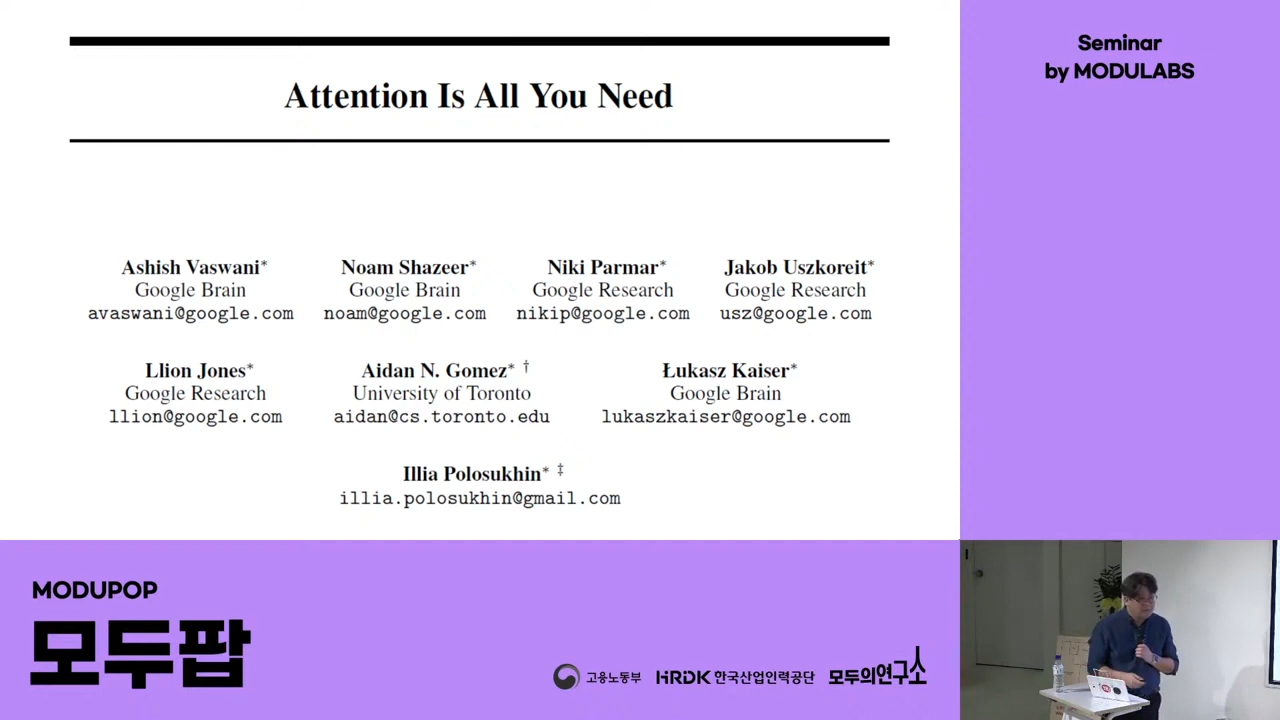 Attention Is All You Need
Ashish Vaswani*
Google Brain
avaswani@google.com
Noam Shazeer*
Google Brain
noam@google.com
Niki Parmar*
Google Research
nikip@google.com
Jakob Uszkoreit*
Google Research
usz@google.com
Llion Jones*
Google Research
llion@google.com
Aidan N. Gomez* †
University of Toronto
aidan@cs.toronto.edu
Łukasz Kaiser*
Google Brain
lukaszkaiser@google.com
Illia Polosukhin* ‡
illia.polosukhin@gmail.com
Seminar
by MODULABS
MODUPOP
모두팝
고용노동부
HRDK 한국산업인력공단
모두의연구소